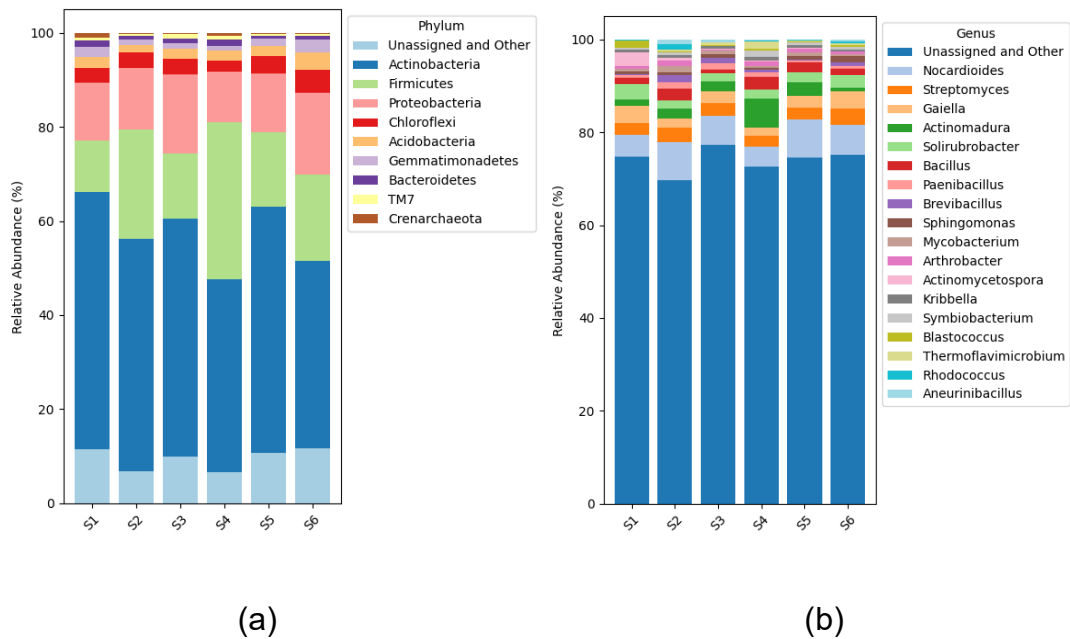 Relative Abundance (%)
100
80
60
40
20
0
S1 S2 S3 S4 S5 S6
Phylum
Unassigned and Other
Actinobacteria
Firmicutes
Proteobacteria
Chloroflexi
Acidobacteria
Gemmatimonadetes
Bacteroidetes
TM7
Crenarchaeota
(a)
Relative Abundance (%)
100
80
60
40
20
0
S1 S2 S3 S4 S5 S6
Genus
Unassigned and Other
Nocardioides
Streptomyces
Gaiella
Actinomadura
Solirubrobacter
Bacillus
Paenibacillus
Brevibacillus
Sphingomonas
Mycobacterium
Arthrobacter
Actinomycetospora
Kribbella
Symbiobacterium
Blastococcus
Thermoflavimicrobium
Rhodococcus
Aneurinibacillus
(b)